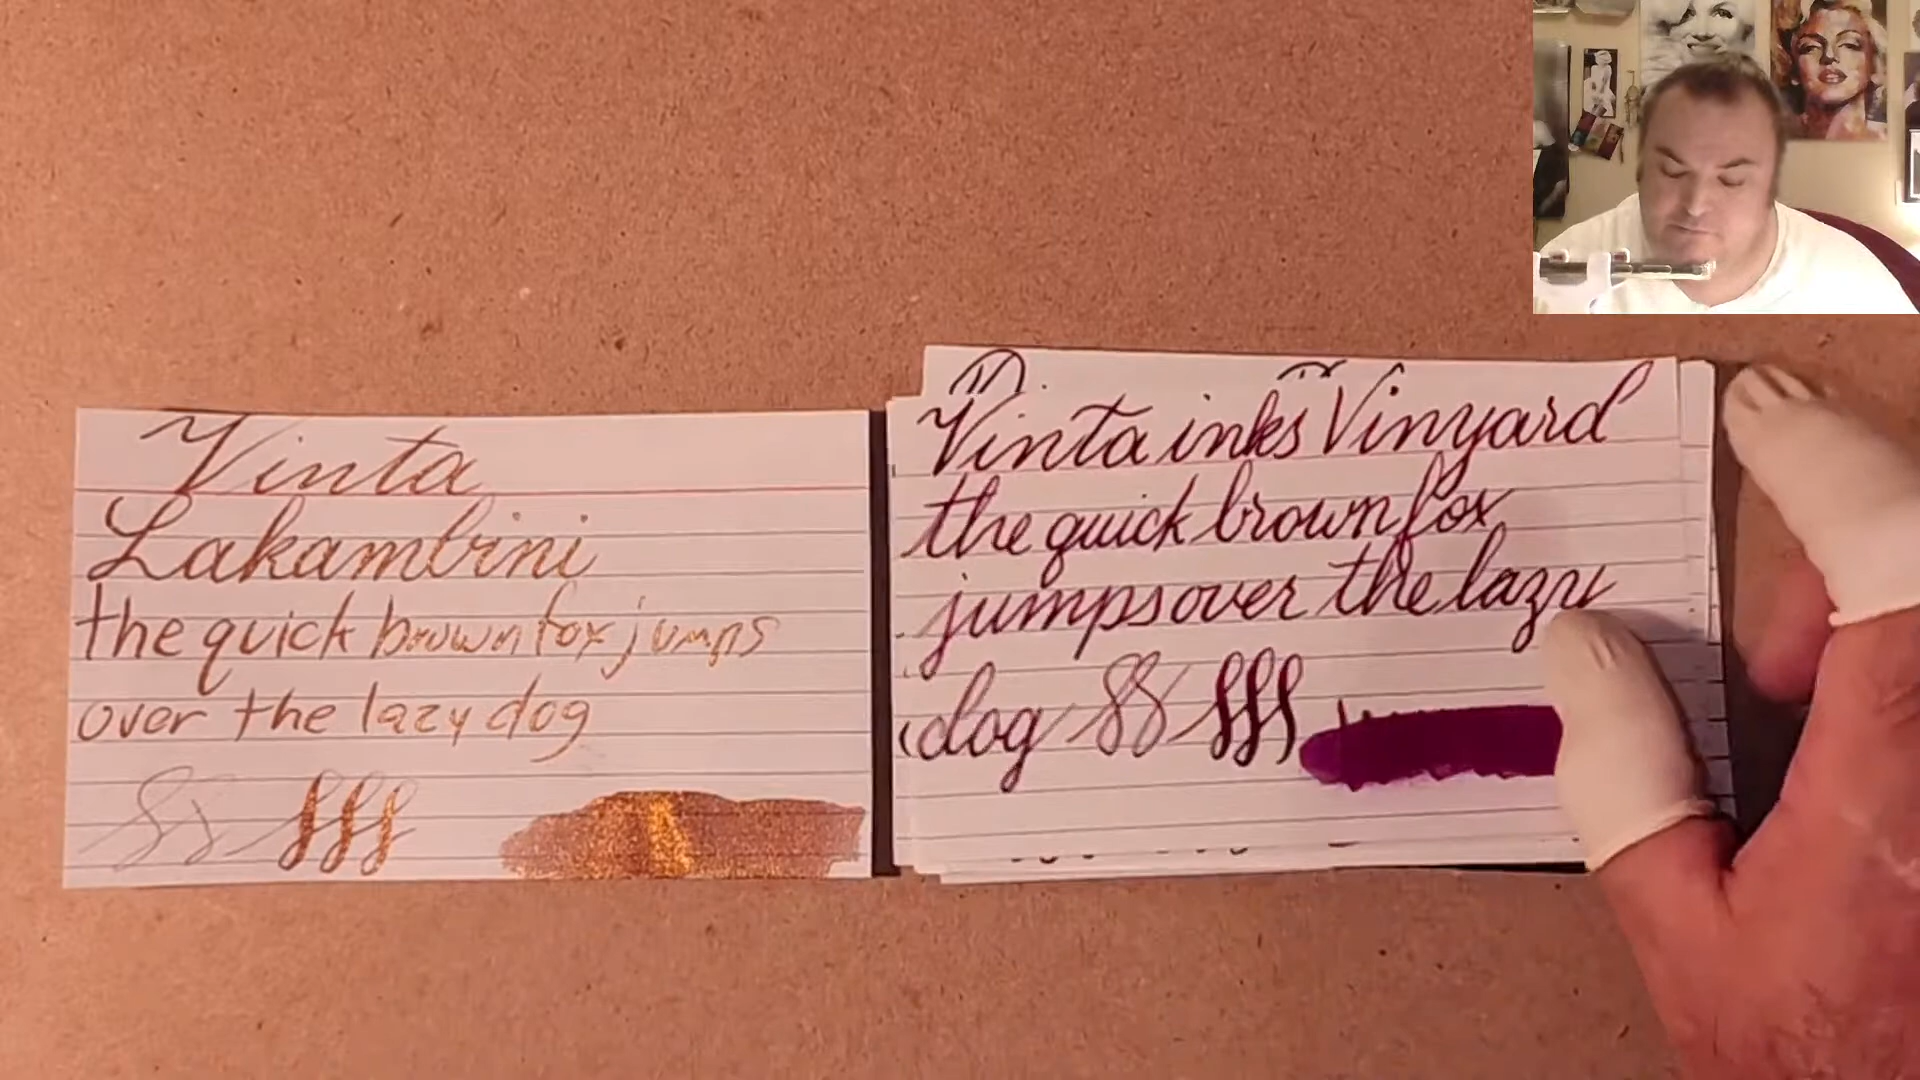 Vinta
Lakambini
the quick brown fox jumps
over the lazy dog
Vinta inks Vinyard
the quick brown fox
jumps over the lazy
dog